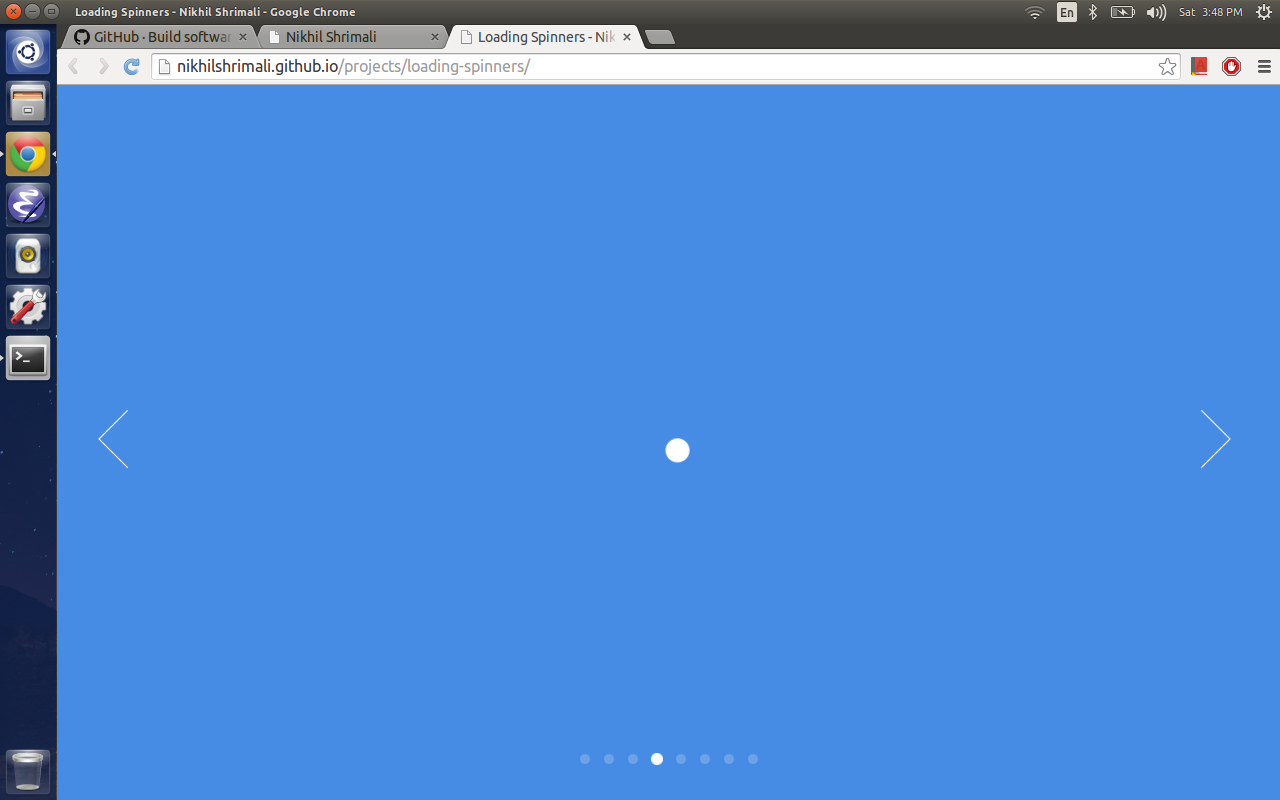 Loading Spinners - Nikhil Shrimali - Google Chrome
En
Sat 3:48 PM
GitHub · Build softwar
Nikhil Shrimali
Loading Spinners - Nik
nikhilshrimali.github.io/projects/loading-spinners/